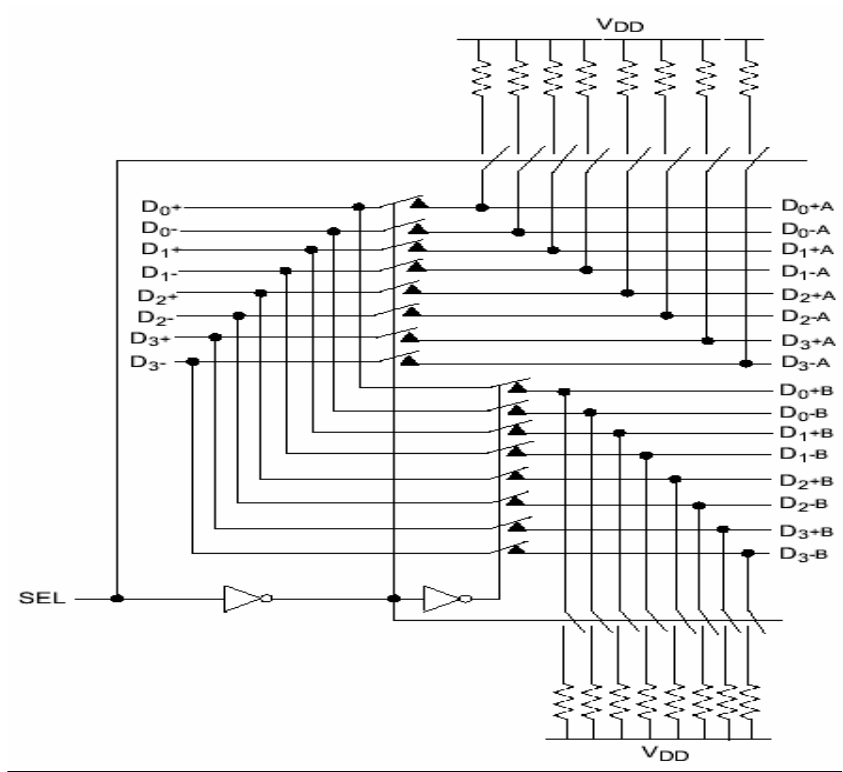 VDD
D0+ D0+A
D0- D0-A
D1+ D1+A
D1- D1-A
D2+ D2+A
D2- D2-A
D3+ D3+A
D3- D3-A
D0+B
D0-B
D1+B
D1-B
D2+B
D2-B
D3+B
D3-B
SEL
VDD